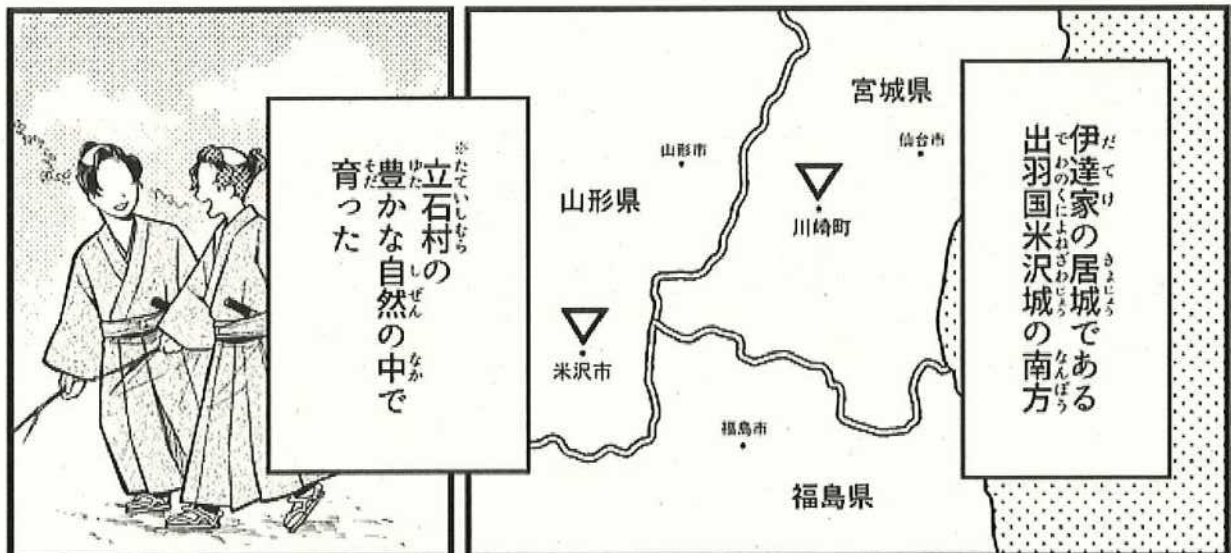 伊達家の居城である
出羽国米沢城の南方
宮城県
仙台市
山形市
川崎町
山形県
米沢市
福島市
福島県
※立石村の
豊かな自然の中で
育った